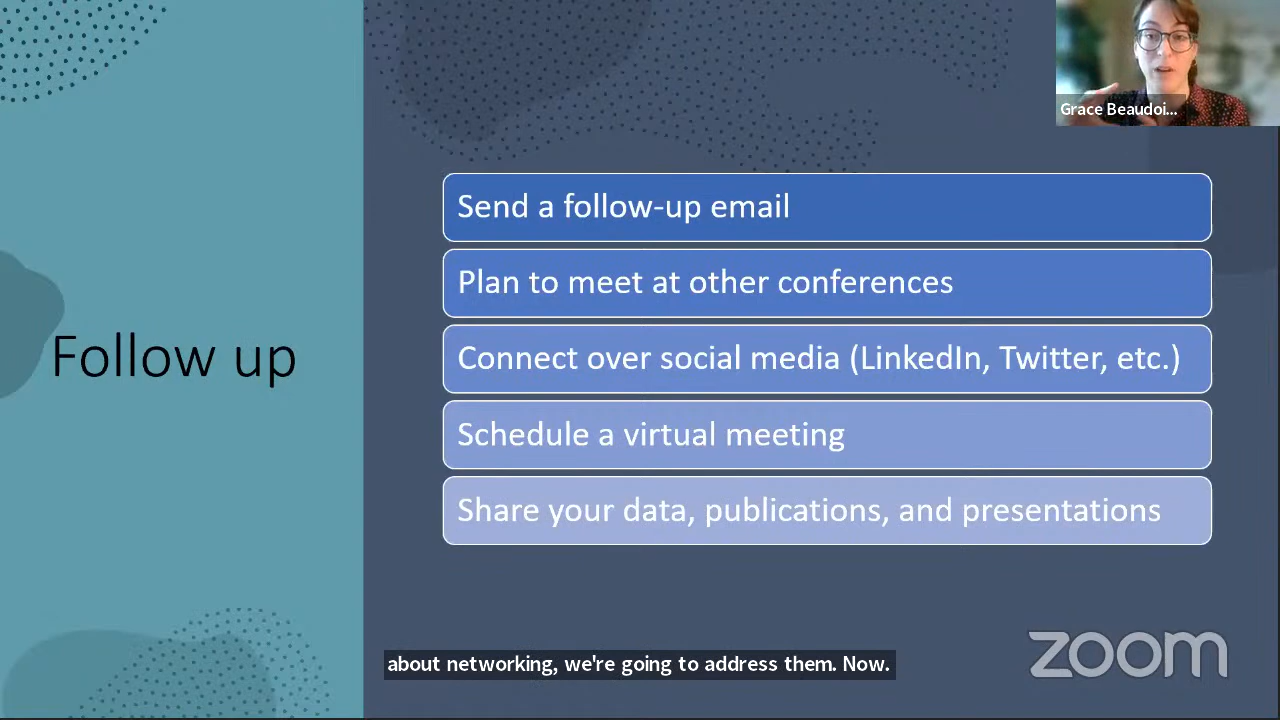 Grace Beaudoi...
Follow up
Send a follow-up email
Plan to meet at other conferences
Connect over social media (LinkedIn, Twitter, etc.)
Schedule a virtual meeting
Share your data, publications, and presentations
about networking, we're going to address them. Now.
zoom